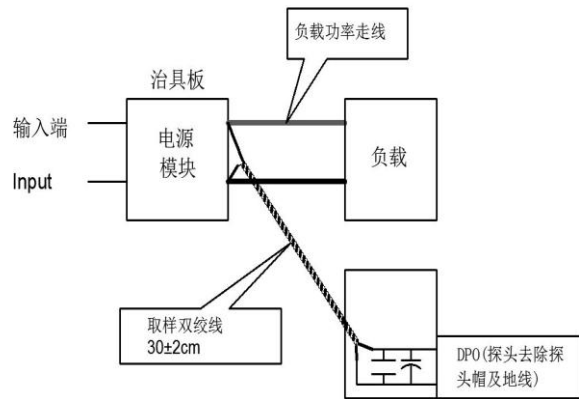 负载功率走线
治具板
输入端
电源
模块
负载
Input
取样双绞线
30±2cm
DPO(探头去除探
头帽及地线)